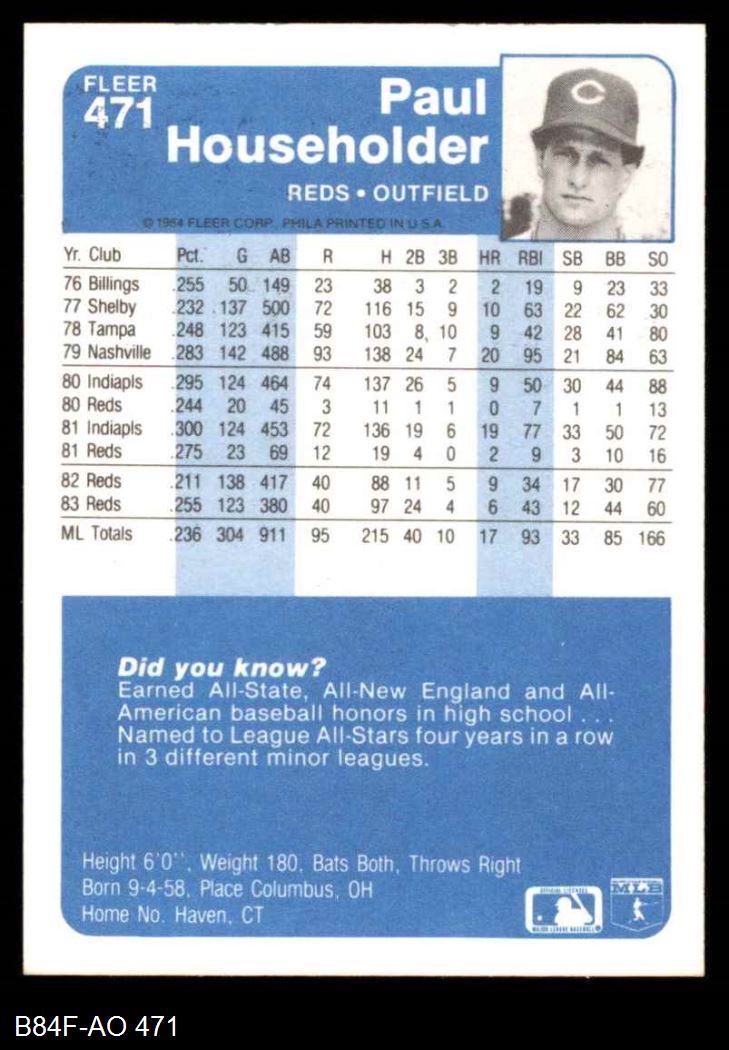 FLEER
471
Paul
Householder
REDS • OUTFIELD
© 1984 FLEER CORP. PHILA PRINTED IN U.S.A.
Yr. Club Pct. G AB R H 2B 3B HR RBI SB BB SO
76 Billings .255 50 149 23 38 3 2 2 19 9 23 33
77 Shelby .232 137 500 72 116 15 9 10 63 22 62 30
78 Tampa .248 123 415 59 103 8 10 9 42 28 41 80
79 Nashville .283 142 488 93 138 24 7 20 95 21 84 63
80 Indiapls .295 124 464 74 137 26 5 9 50 30 44 88
80 Reds .244 20 45 3 11 1 1 0 7 1 1 13
81 Indiapls .300 124 453 72 136 19 6 19 77 33 50 72
81 Reds .275 23 69 12 19 4 0 2 9 3 10 16
82 Reds .211 138 417 40 88 11 5 9 34 17 30 77
83 Reds .255 123 380 40 97 24 4 6 43 12 44 60
ML Totals .236 304 911 95 215 40 10 17 93 33 85 166
Did you know?
Earned All-State, All-New England and All-
American baseball honors in high school . . .
Named to League All-Stars four years in a row
in 3 different minor leagues.
Height 6'0'', Weight 180, Bats Both, Throws Right
Born 9-4-58, Place Columbus, OH
Home No. Haven, CT
OFFICIAL LICENSEE
MAJOR LEAGUE BASEBALL
MLB
B84F-AO 471